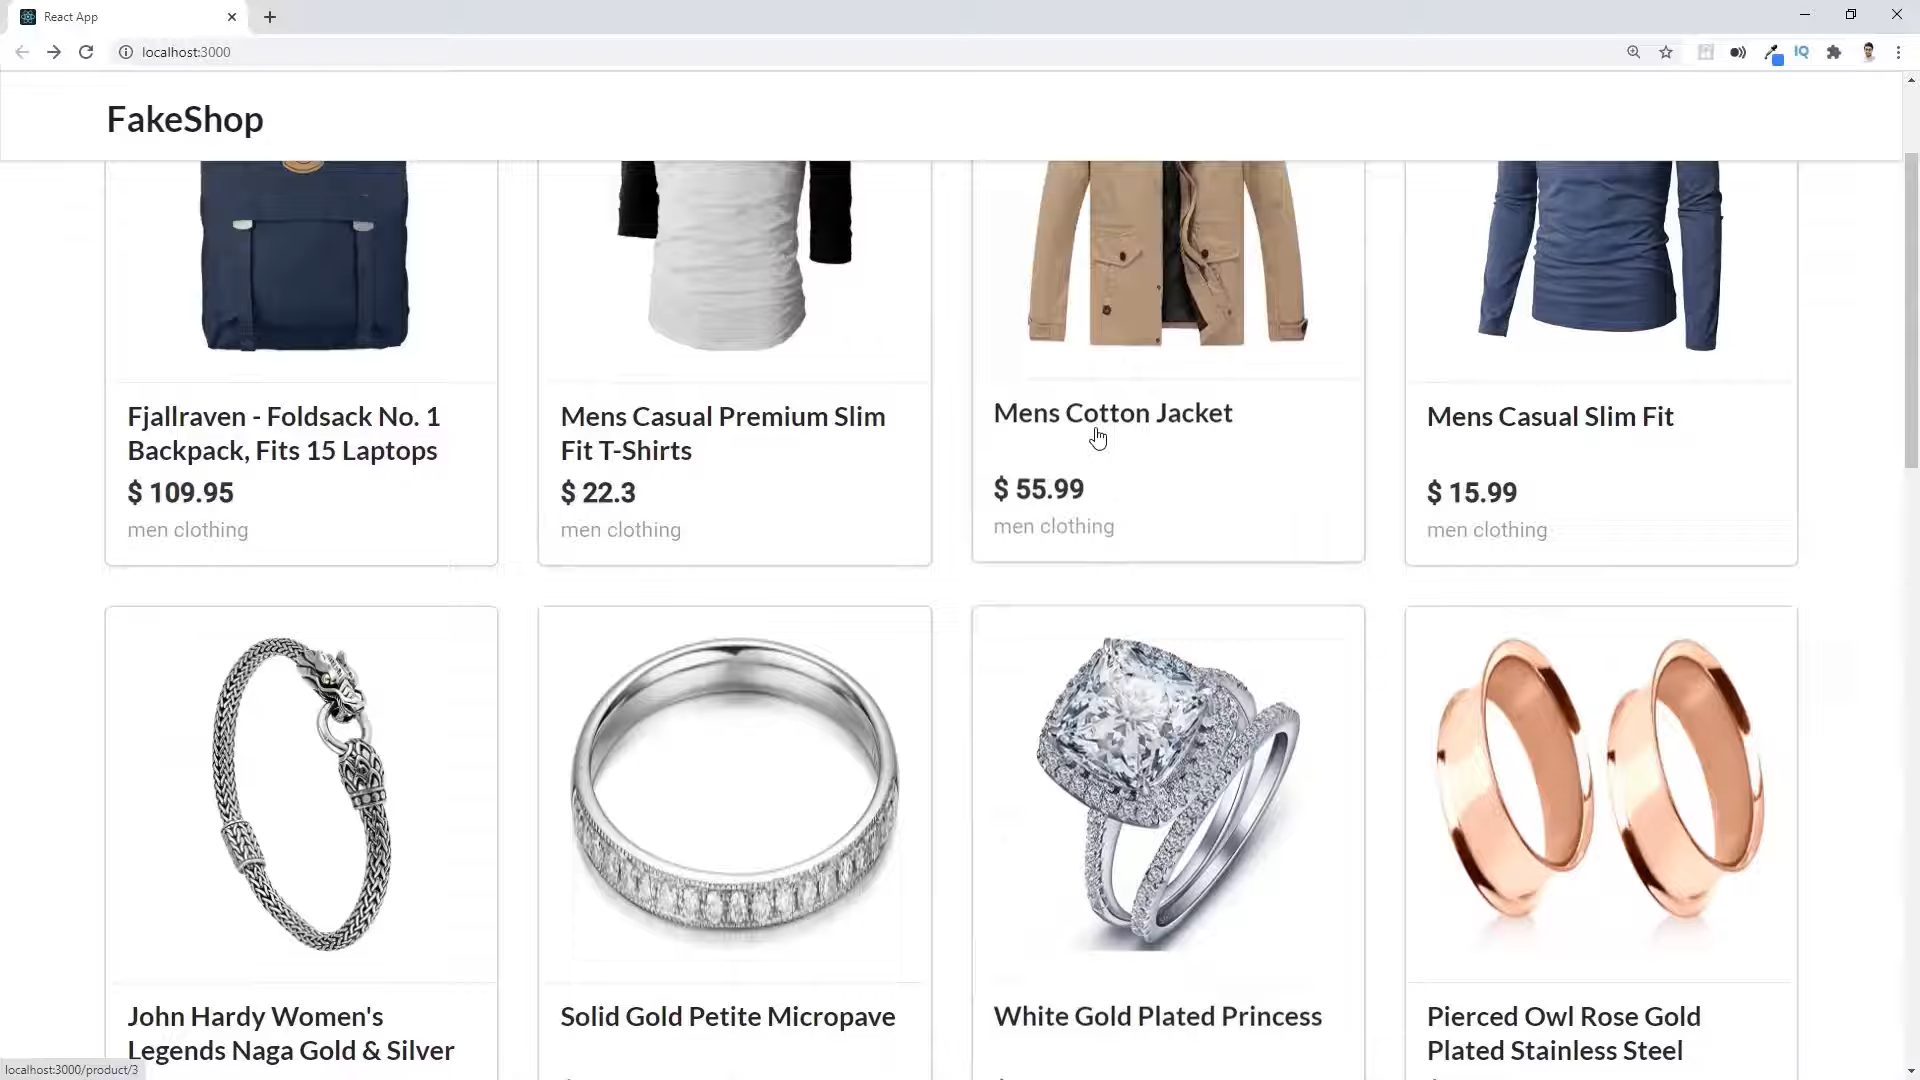 React App
localhost:3000
IQ
FakeShop
Fjallraven - Foldsack No. 1
Backpack, Fits 15 Laptops
$ 109.95
men clothing
Mens Casual Premium Slim
Fit T-Shirts
$ 22.3
men clothing
Mens Cotton Jacket
$ 55.99
men clothing
Mens Casual Slim Fit
$ 15.99
men clothing
John Hardy Women's
Legends Naga Gold & Silver
Solid Gold Petite Micropave
White Gold Plated Princess
Pierced Owl Rose Gold
Plated Stainless Steel
localhost:3000/product/3